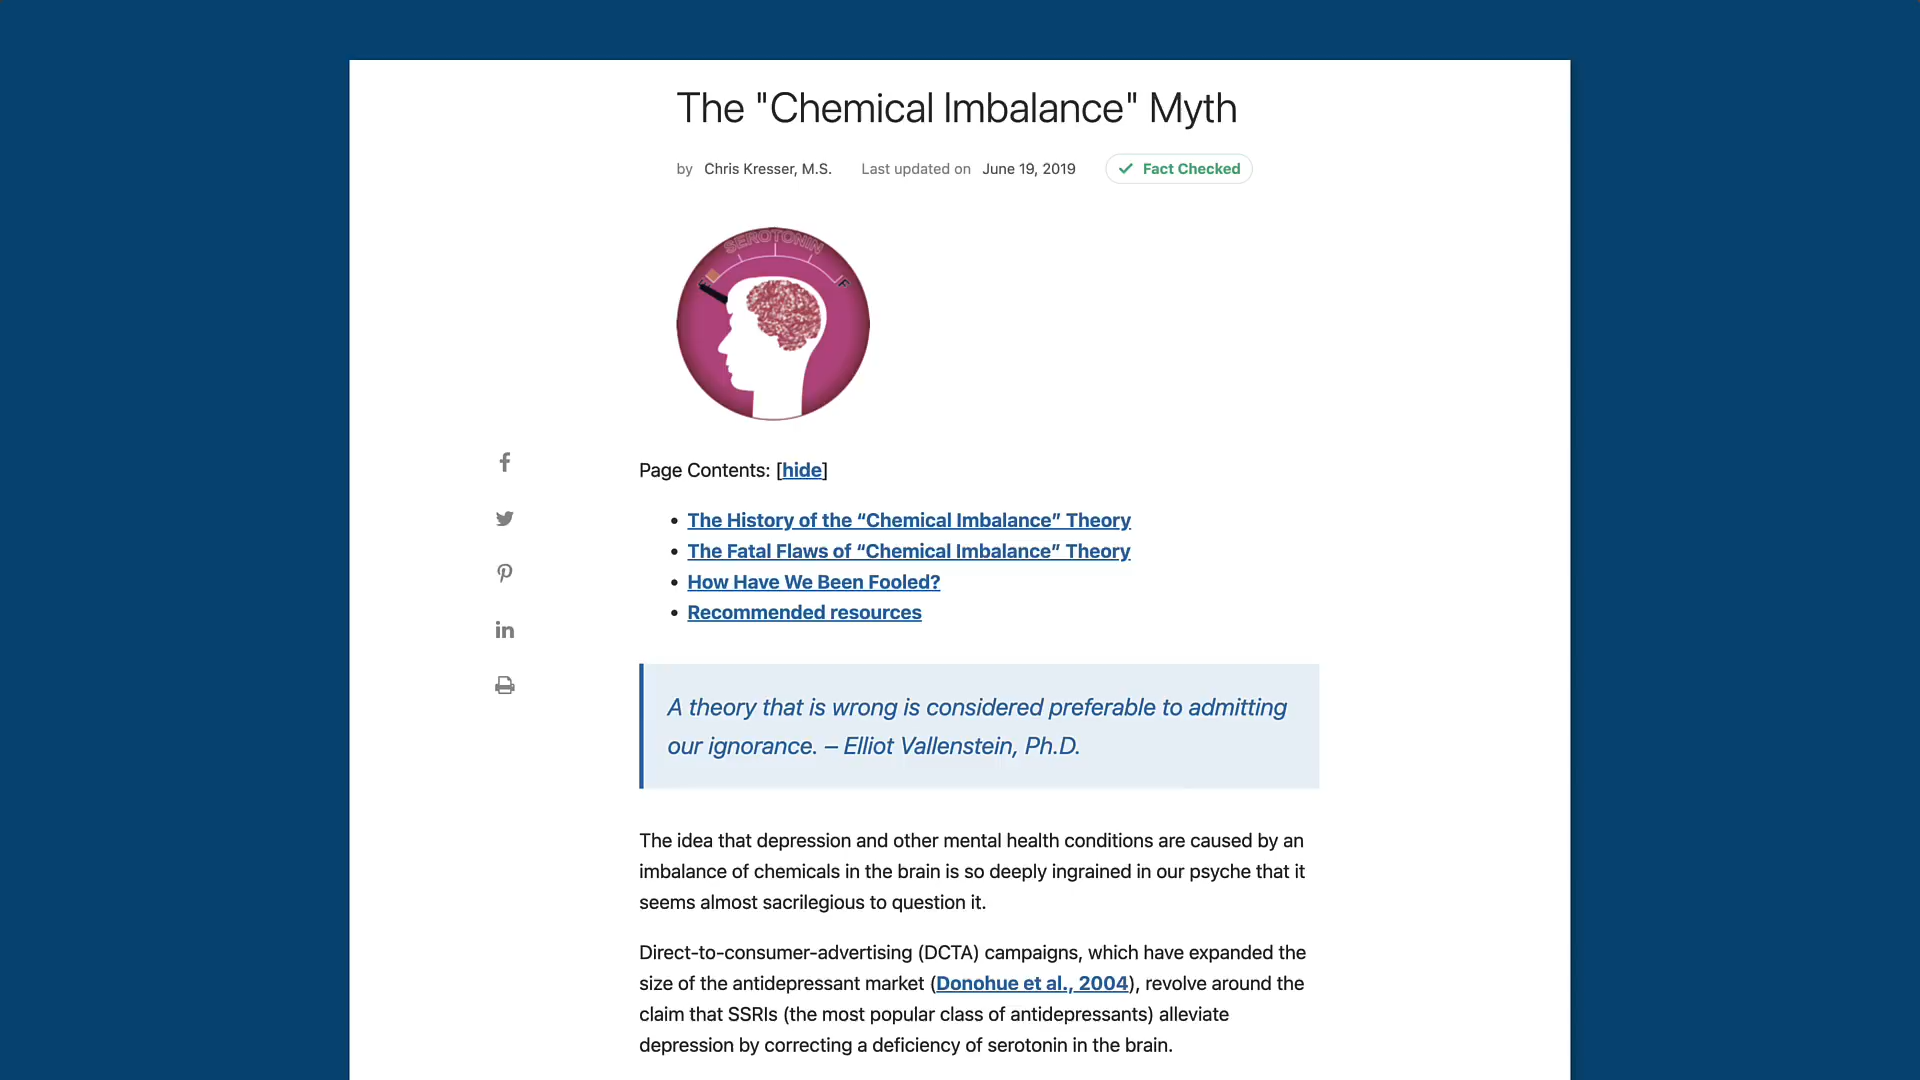 The "Chemical Imbalance" Myth
by Chris Kresser, M.S. Last updated on June 19, 2019 Fact Checked
SEROTONIN
F
Page Contents: [hide]
• The History of the “Chemical Imbalance” Theory
• The Fatal Flaws of “Chemical Imbalance” Theory
• How Have We Been Fooled?
• Recommended resources
A theory that is wrong is considered preferable to admitting
our ignorance. – Elliot Vallenstein, Ph.D.
The idea that depression and other mental health conditions are caused by an
imbalance of chemicals in the brain is so deeply ingrained in our psyche that it
seems almost sacrilegious to question it.
Direct-to-consumer-advertising (DCTA) campaigns, which have expanded the
size of the antidepressant market (Donohue et al., 2004), revolve around the
claim that SSRIs (the most popular class of antidepressants) alleviate
depression by correcting a deficiency of serotonin in the brain.